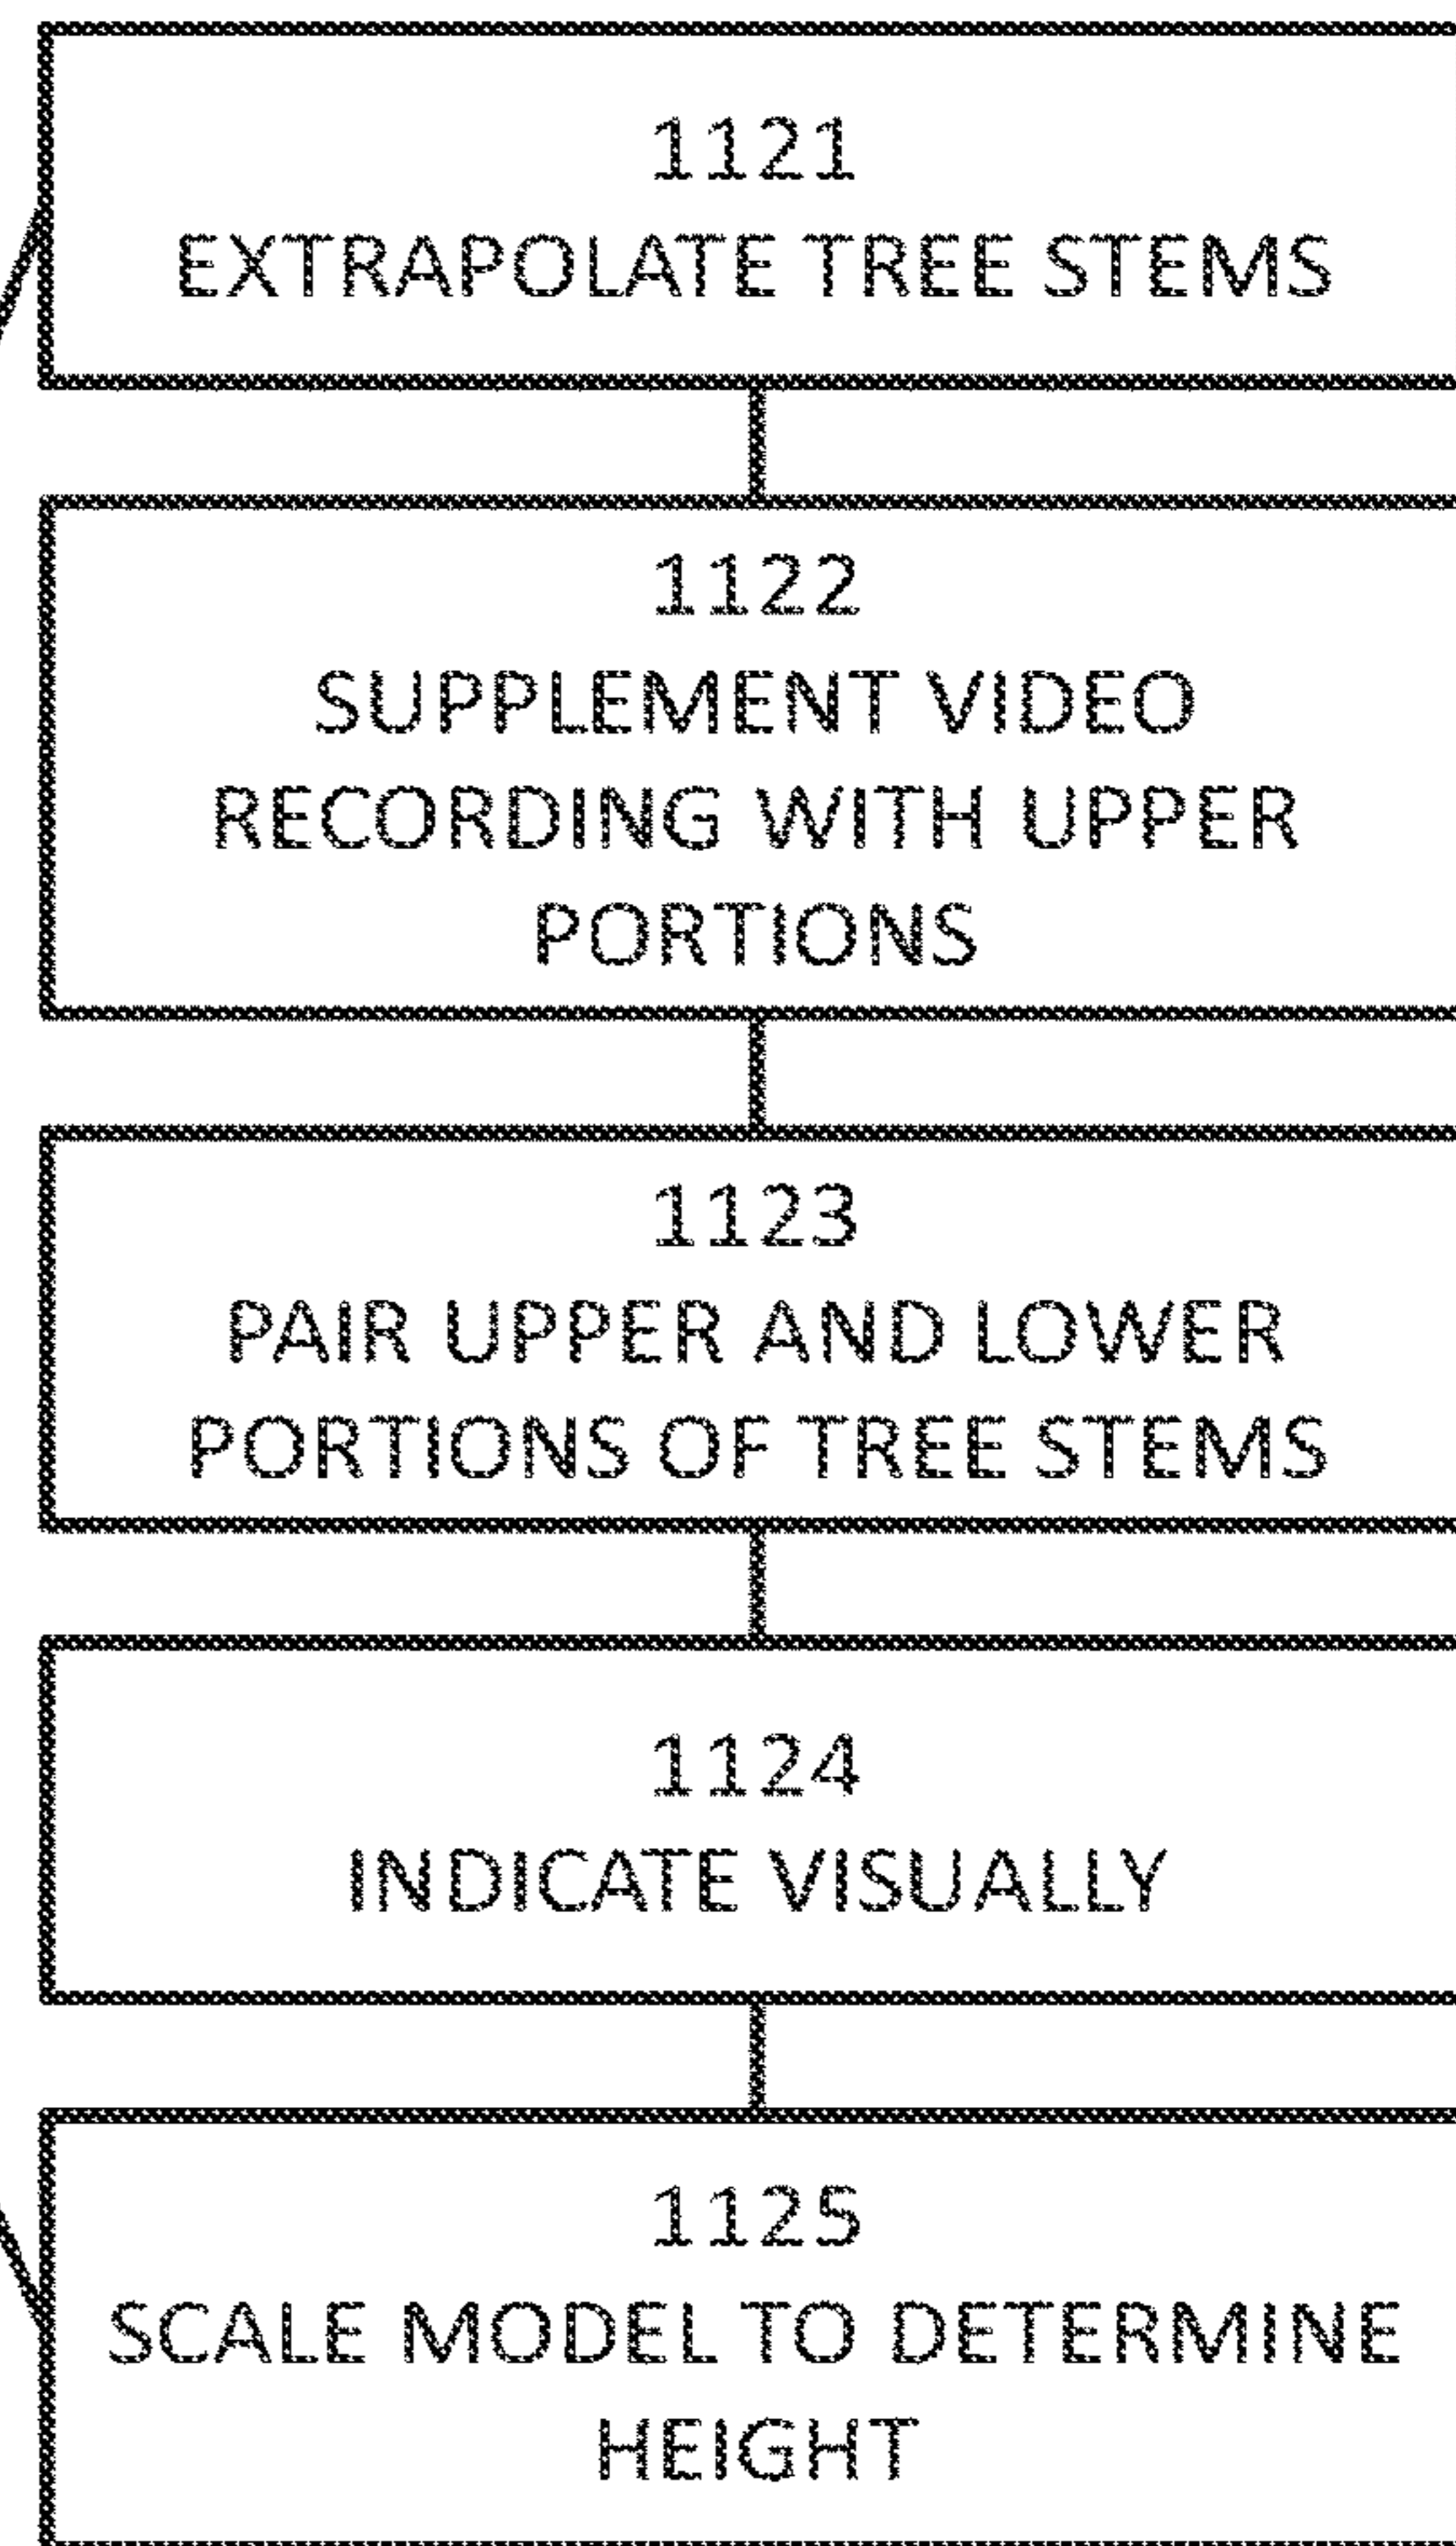 1121
EXTRAPOLATE TREE STEMS
1122
SUPPLEMENT VIDEO
RECORDING WITH UPPER
PORTIONS
1123
PAIR UPPER AND LOWER
PORTIONS OF TREE STEMS
1124
INDICATE VISUALLY
1125
SCALE MODEL TO DETERMINE
HEIGHT